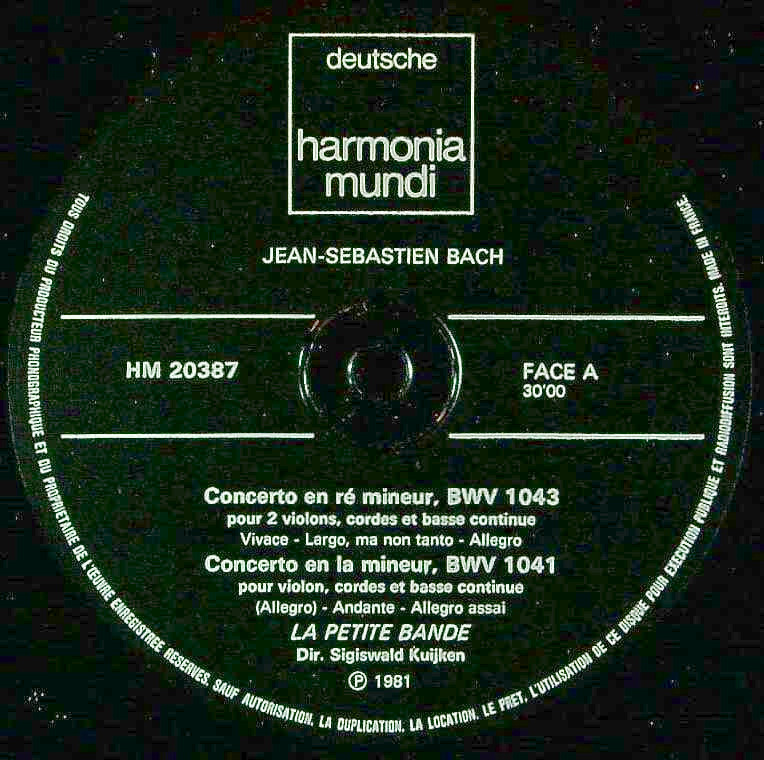 deutsche
harmonia
mundi
JEAN-SEBASTIEN BACH
HM 20387
FACE A
30'00
Concerto en ré mineur, BWV 1043
pour 2 violons, cordes et basse continue
Vivace - Largo, ma non tanto - Allegro
Concerto en la mineur, BWV 1041
pour violon, cordes et basse continue
(Allegro) - Andante - Allegro assai
LA PETITE BANDE
Dir. Sigiswald Kuijken
℗ 1981
TOUS DROITS DU PRODUCTEUR PHONOGRAPHIQUE ET DU PROPRIETAIRE DE L'ŒUVRE ENREGISTREE RESERVES. SAUF AUTORISATION, LA DUPLICATION, LA LOCATION, LE PRET, L'UTILISATION DE CE DISQUE POUR EXECUTION PUBLIQUE ET RADIODIFFUSION SONT INTERDITS. MADE IN FRANCE.